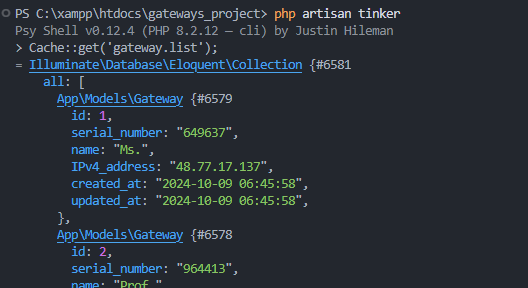 PS C:\xampp\htdocs\gateways_project> php artisan tinker
Psy Shell v0.12.4 (PHP 8.2.12 — cli) by Justin Hileman
> Cache::get('gateway.list');
= Illuminate\Database\Eloquent\Collection {#6581
all: [
App\Models\Gateway {#6579
id: 1,
serial_number: "649637",
name: "Ms.",
IPv4_address: "48.77.17.137",
created_at: "2024-10-09 06:45:58",
updated_at: "2024-10-09 06:45:58",
},
App\Models\Gateway {#6578
id: 2,
serial_number: "964413",
name: "Prof."